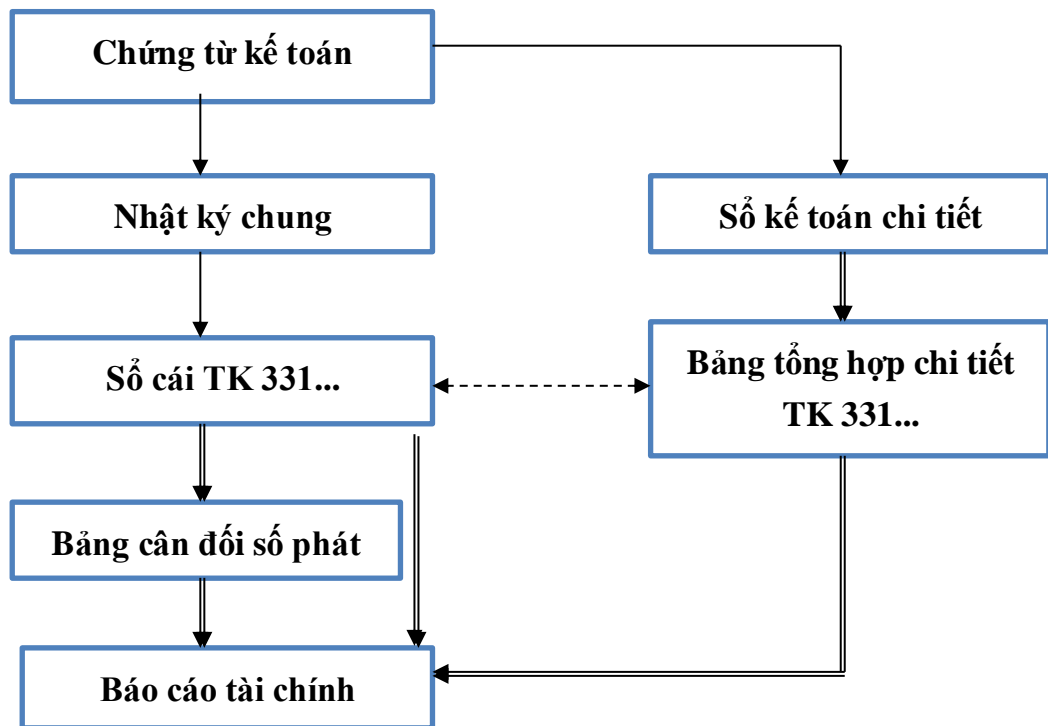 Chứng từ kế toán
Nhật ký chung
Sổ kế toán chi tiết
Sổ cái TK 331...
Bảng tổng hợp chi tiết
TK 331...
Bảng cân đối số phát
Báo cáo tài chính